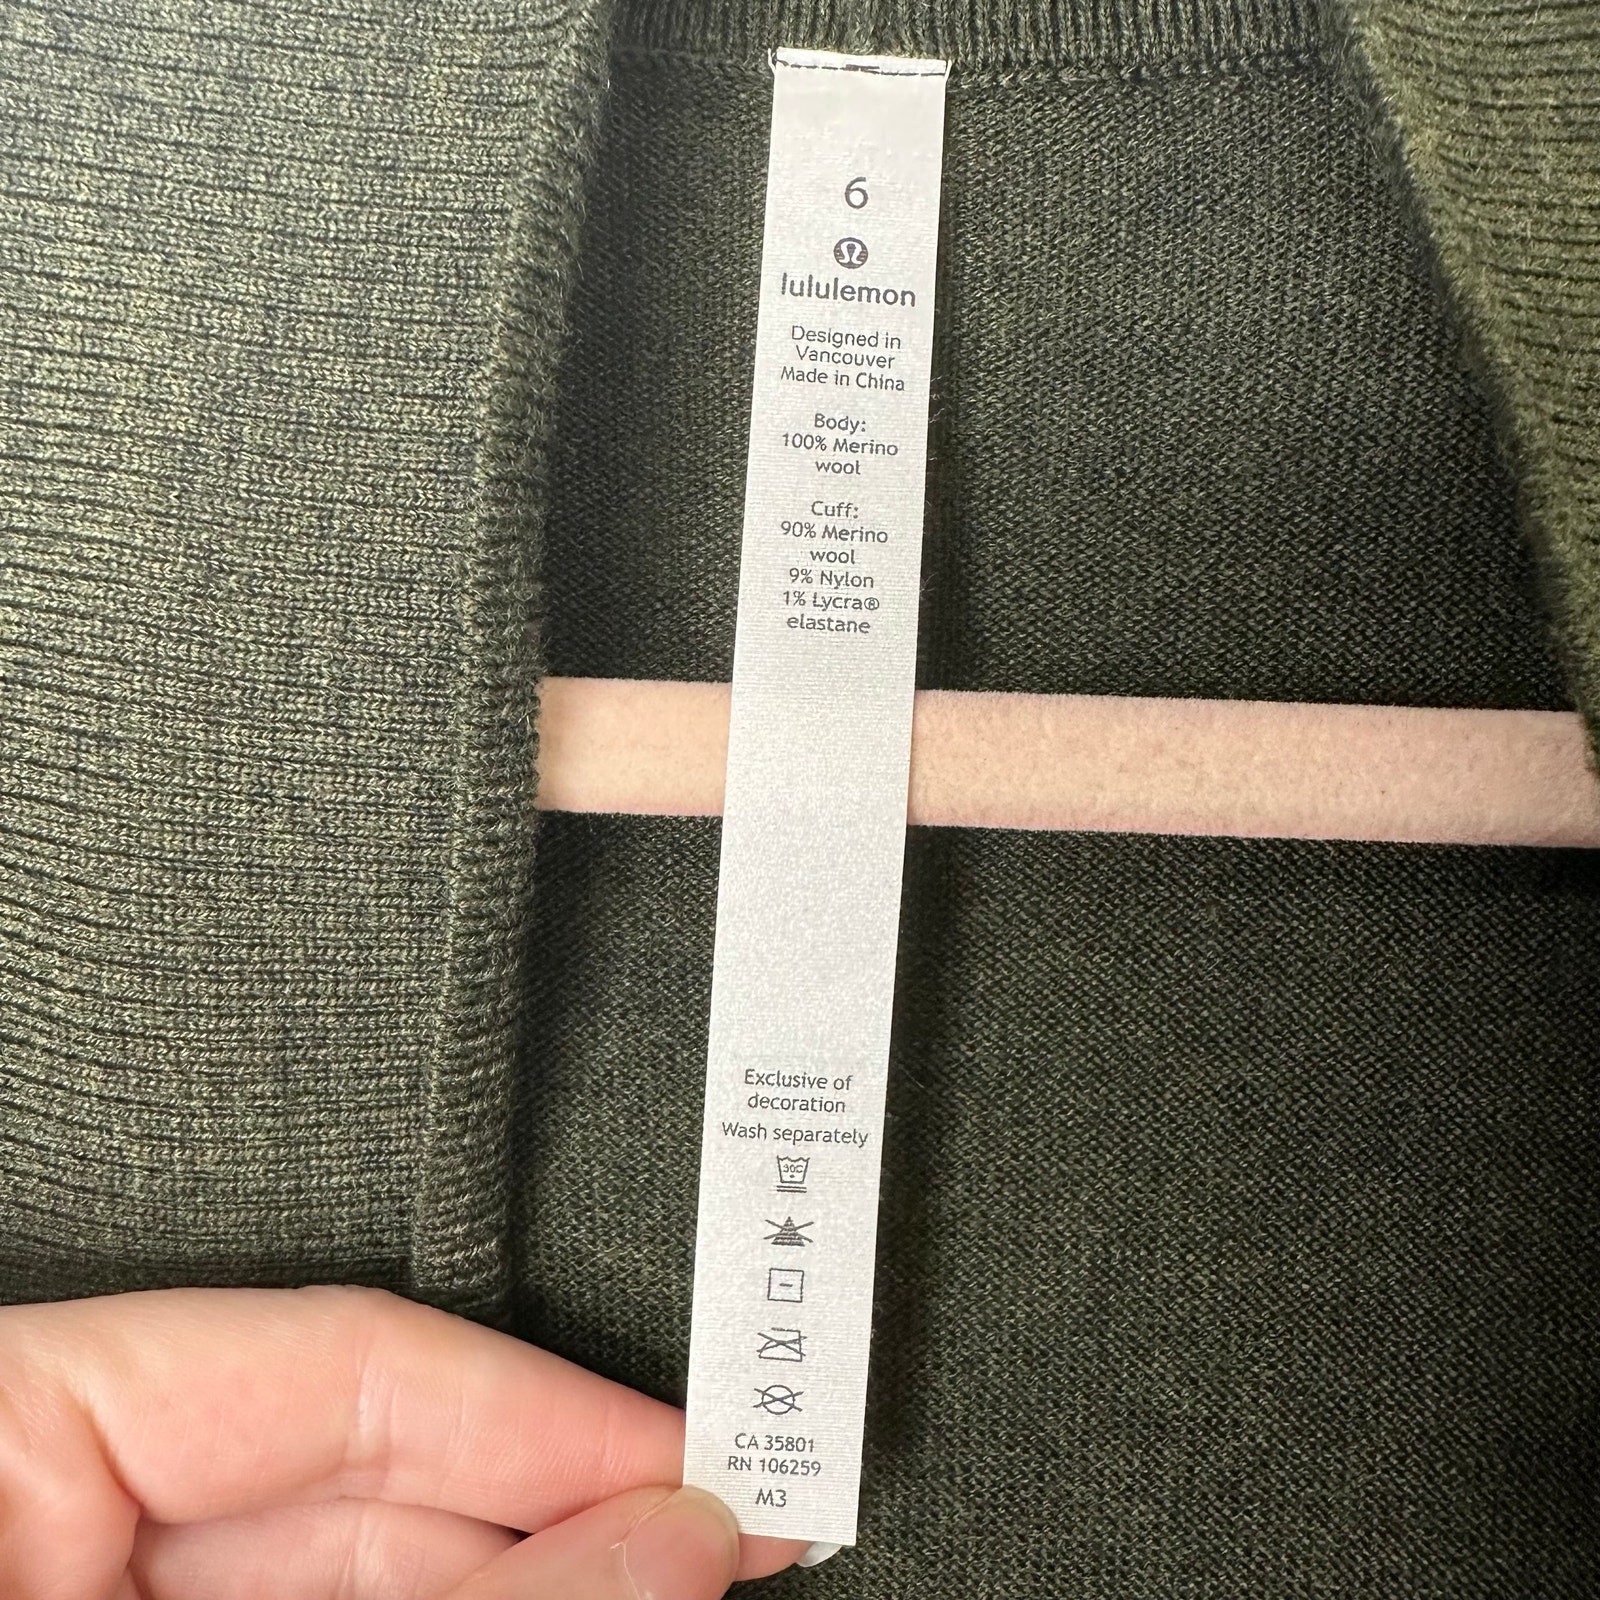 6
lululemon
Designed in
Vancouver
Made in China
Body:
100% Merino
wool
Cuff:
90% Merino
wool
9% Nylon
1% Lycra®
elastane
Exclusive of
decoration
Wash separately
30C
CA 35801
RN 106259
M3